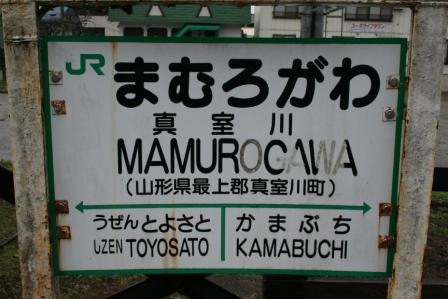 JR まむろがわ
真室川
MAMUROGAWA
(山形県最上郡真室川町)
うぜんとよさと かまぶち
UZEN TOYOSATO KAMABUCHI